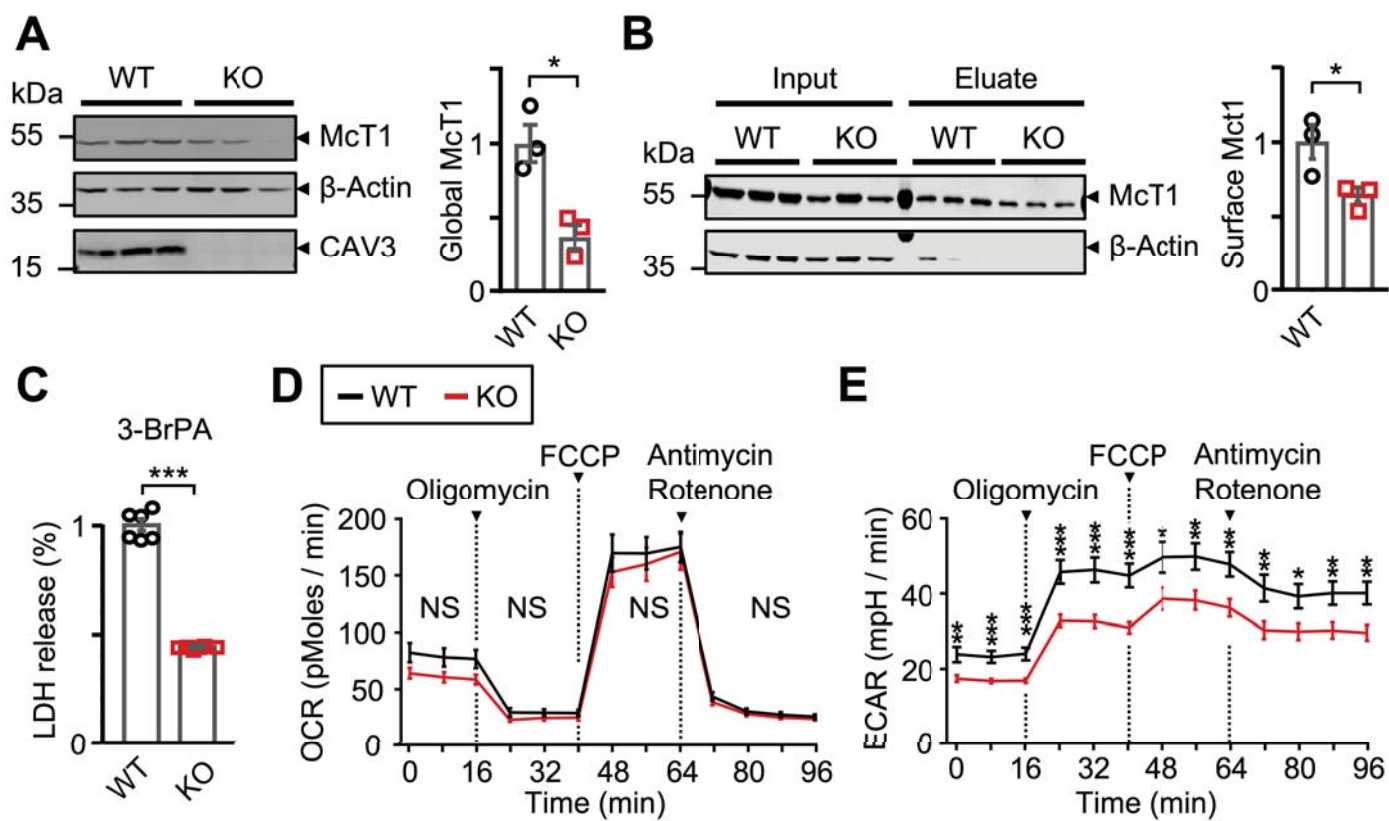 A
WT KO
kDa
55
McT1
35
β-Actin
15
CAV3
Global McT1
1
0
*
WT
KO
B
Input Eluate
WT KO WT KO
kDa
55
McT1
35
β-Actin
Surface Mct1
1
0
*
WT
C
3-BrPA
***
LDH release (%)
1
0
WT
KO
D
WT KO
FCCP
Antimycin
Oligomycin Rotenone
OCR (pMoles / min)
200
150
100
50
0
NS NS NS NS
0 16 32 48 64 80 96
Time (min)
E
FCCP
Antimycin
Oligomycin Rotenone
ECAR (mpH / min)
60
40
20
0
** *** *** *** *** *** * ** ** ** * ** **
0 16 32 48 64 80 96
Time (min)